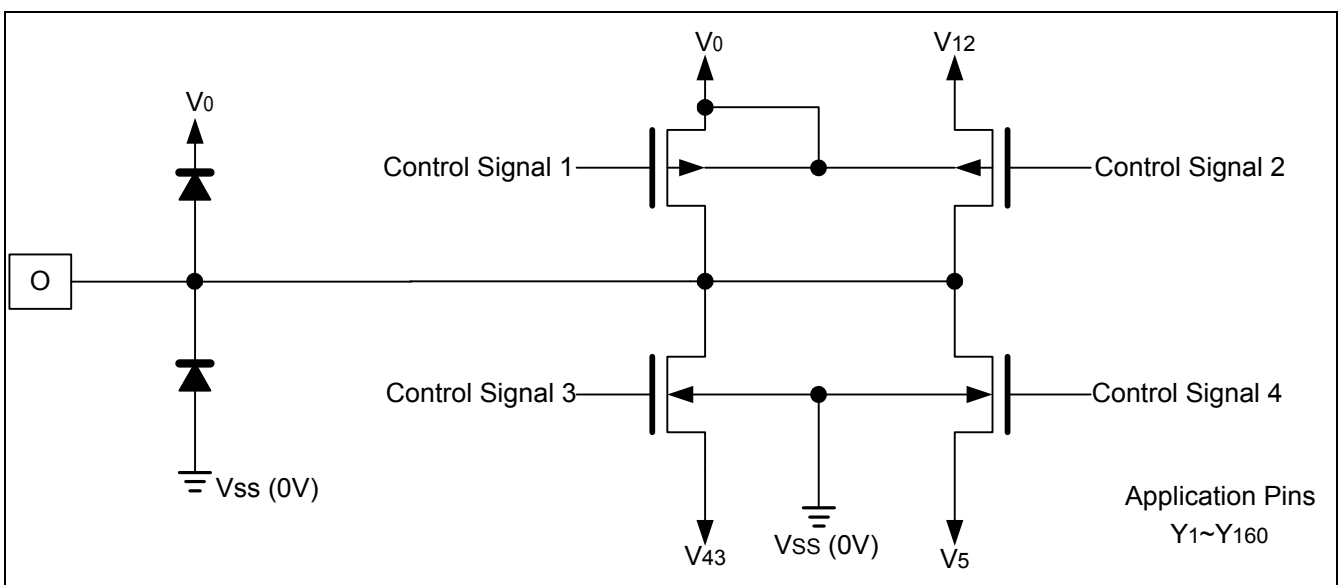 V0
V12
V0
Control Signal 1
Control Signal 2
O
Control Signal 3
Control Signal 4
Vss (0V)
Application Pins
Y1~Y160
V43
VSS (0V)
V5